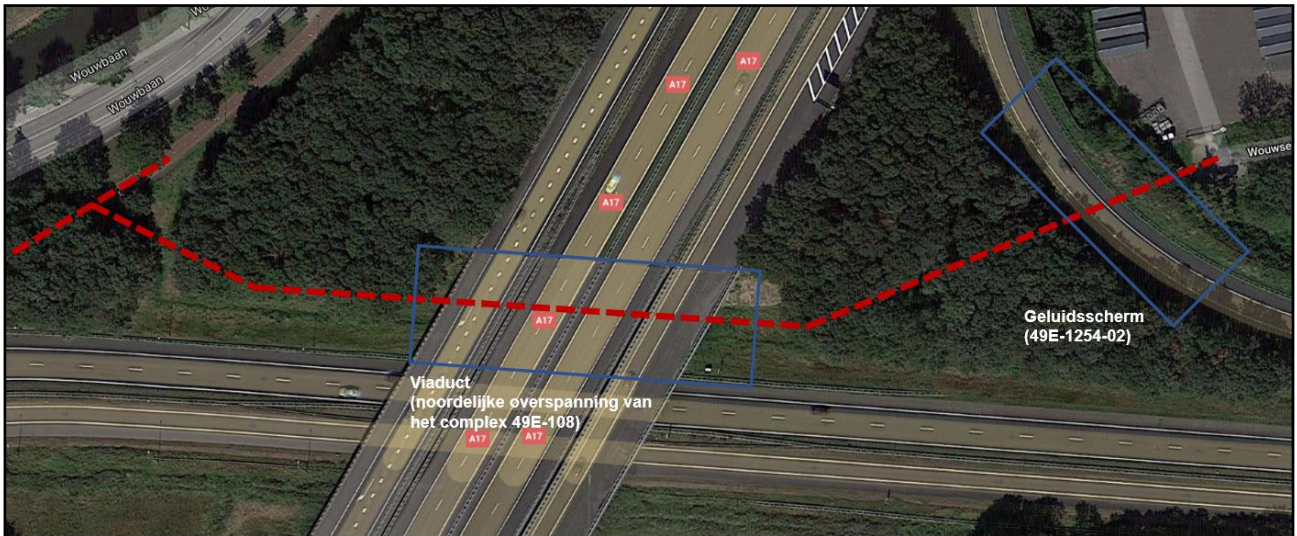 Wouwbaan
Wo
Wouwbaan
A17
A17
A17
Wouwse
Geluidsscherm
(49E-1254-02)
A17
Viaduct
(noordelijke overspanning van
het complex 49E-108)
A17
A17